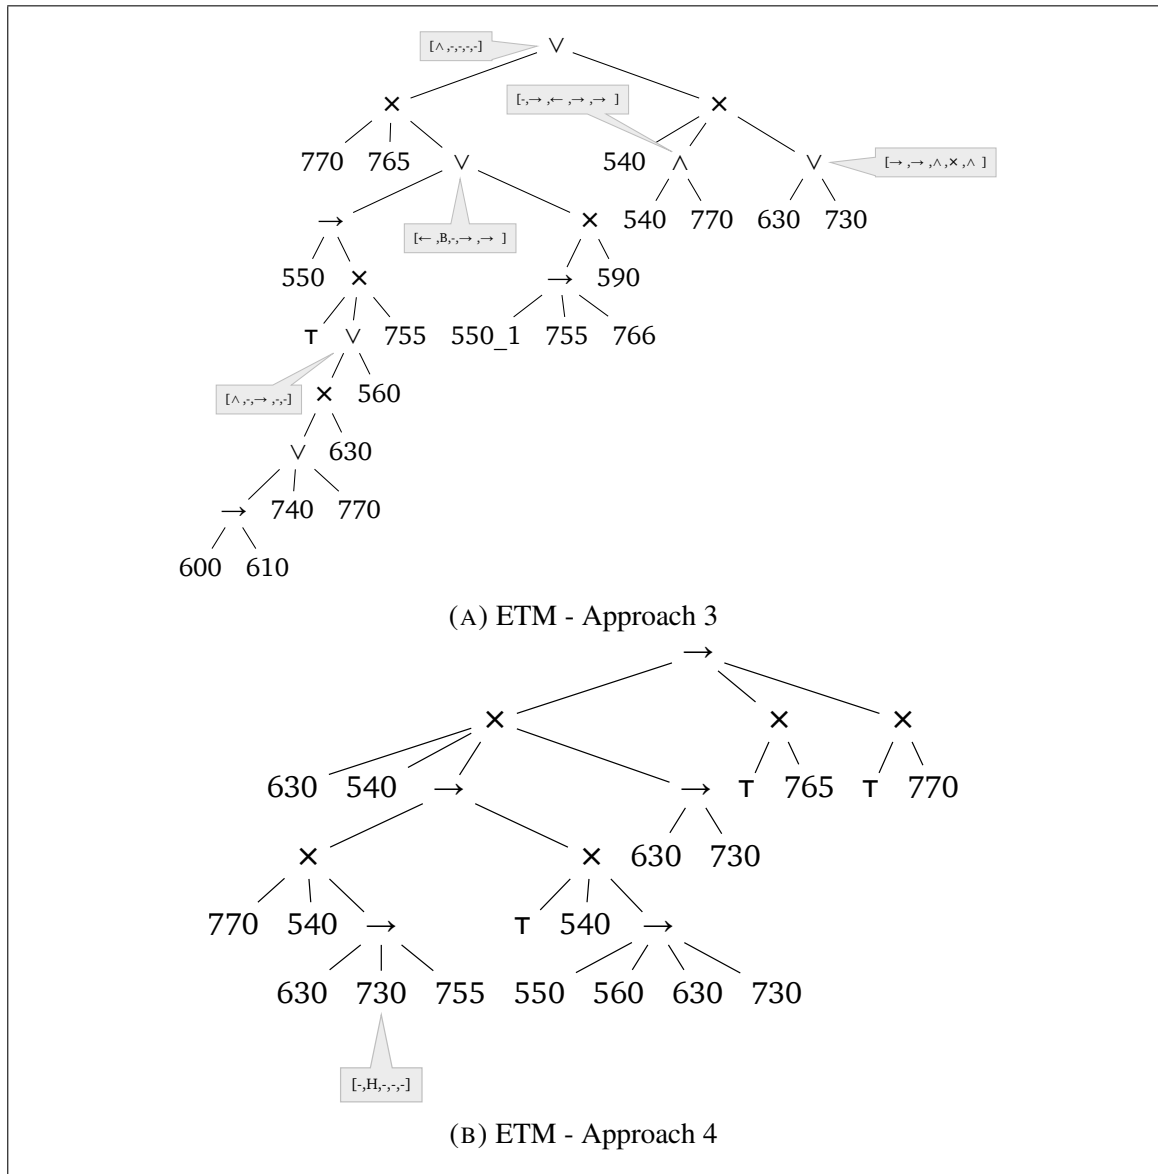 [∧ ,-,-,-,-] ∨
× [-,→ ,← ,→ ,→ ] ×
770 765 ∨ 540 ∧ ∨ [→ ,→ ,∧ ,× ,∧ ]
→ [← ,B,-,→ ,→ ] × 540 770 630 730
550 × → 590
τ ∨ 755 550_1 755 766
[∧ ,-,→ ,-,-] × 560
∨ 630
→ 740 770
600 610
(A) ETM - Approach 3
→
× × ×
630 540 → → τ 765 τ 770
× × 630 730
770 540 → τ 540 →
630 730 755 550 560 630 730
[-,H,-,-,-]
(B) ETM - Approach 4